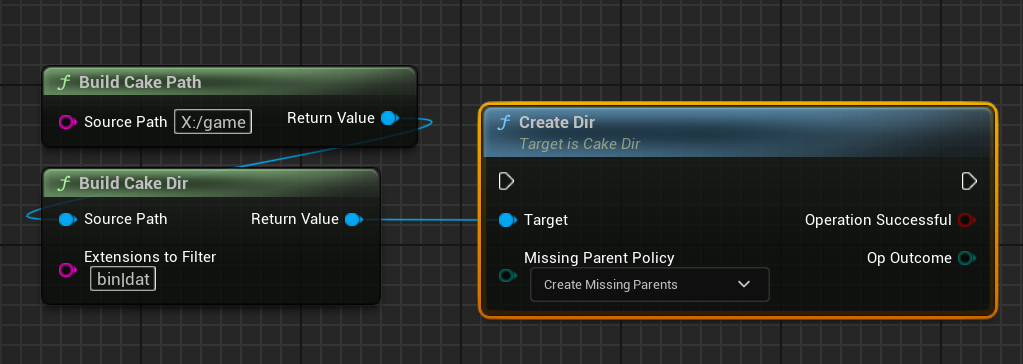 f Build Cake Path
Source Path X:/game Return Value
f Build Cake Dir
Source Path Return Value
Extensions to Filter
bin|dat
f Create Dir
Target is Cake Dir
Target Operation Successful
Missing Parent Policy Op Outcome
Create Missing Parents